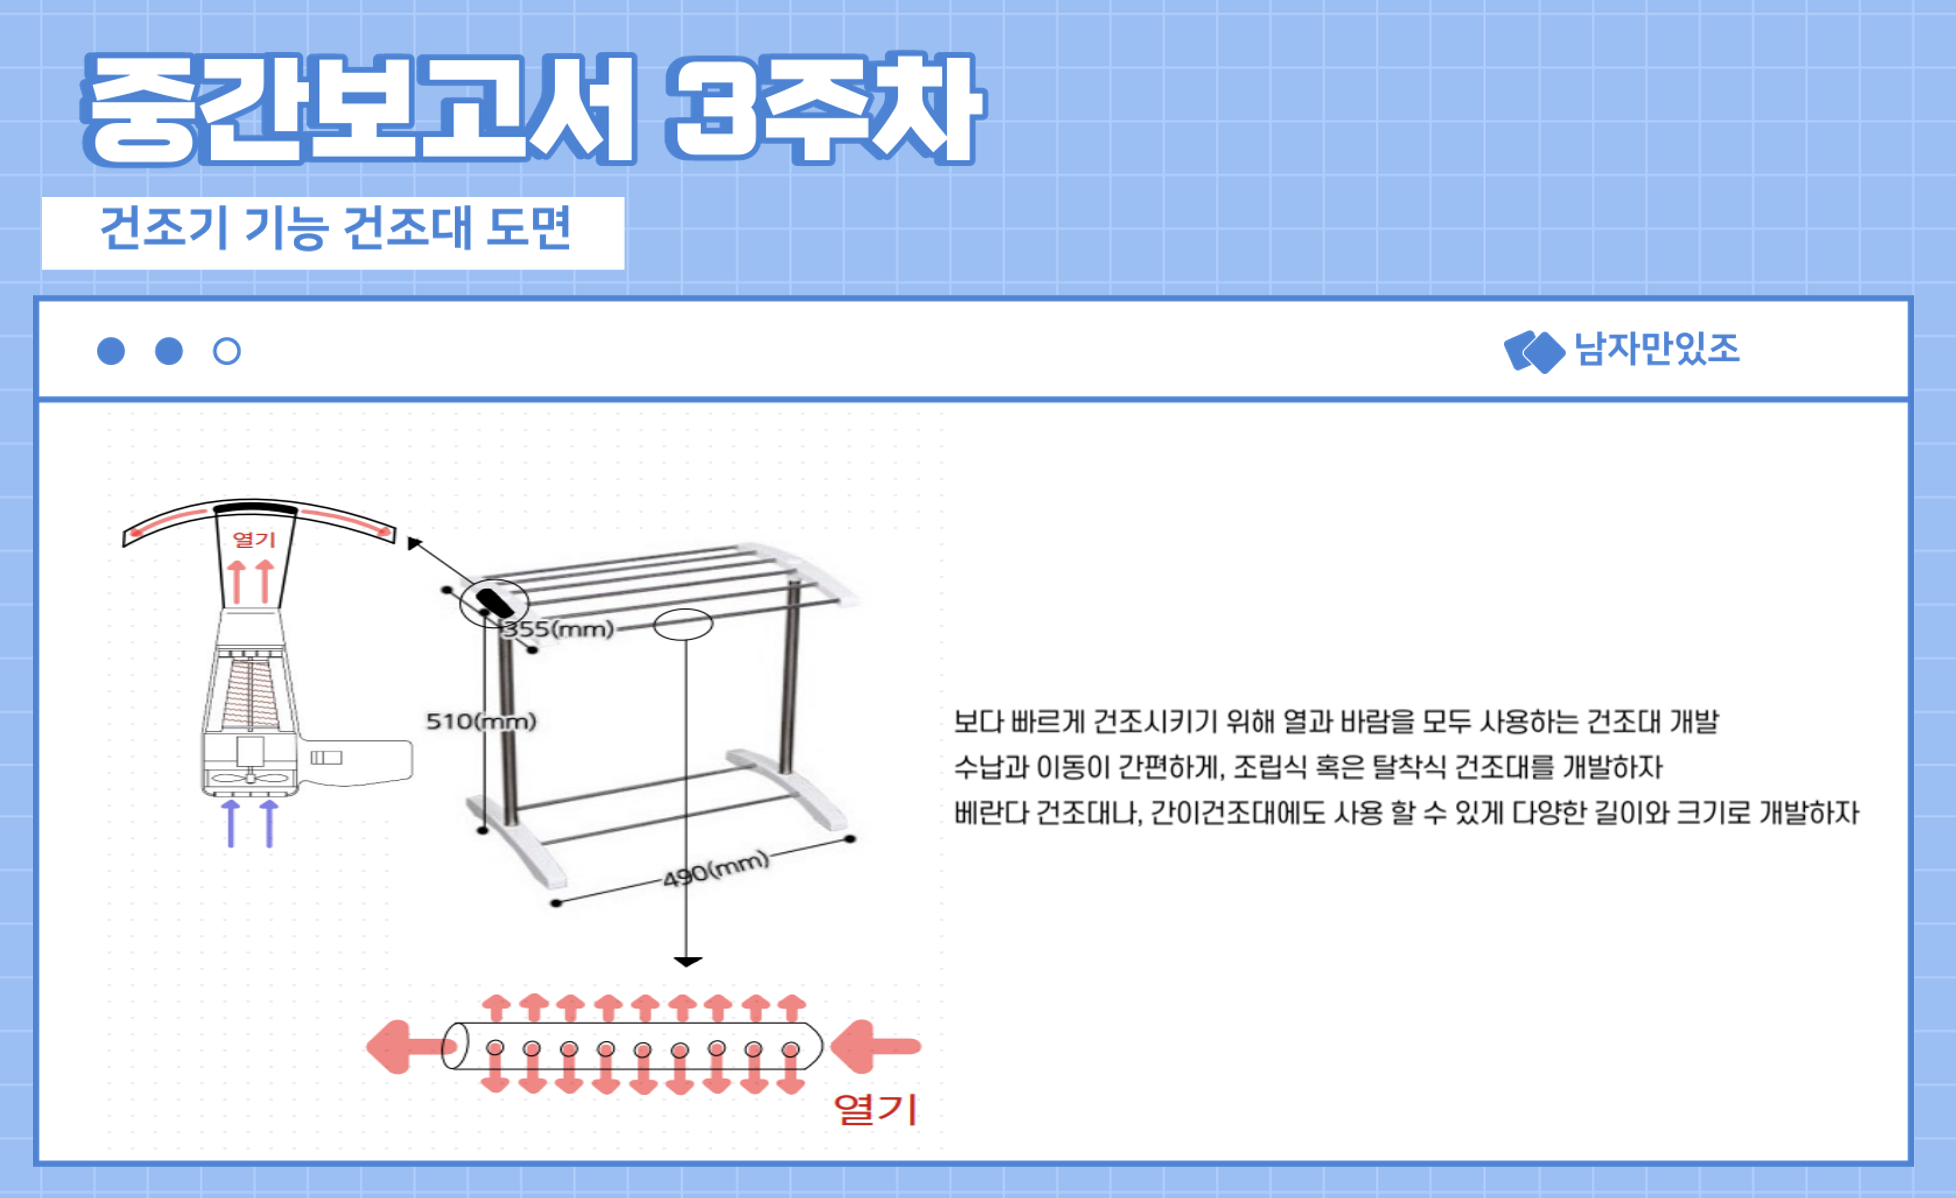 중간보고서 3주차
건조기 기능 건조대 도면
남자만있조
열기
355(mm)
510(mm)
490(mm)
열기
보다 빠르게 건조시키기 위해 열과 바람을 모두 사용하는 건조대 개발
수납과 이동이 간편하게, 조립식 혹은 탈착식 건조대를 개발하자
베란다 건조대나, 간이건조대에도 사용 할 수 있게 다양한 길이와 크기로 개발하자